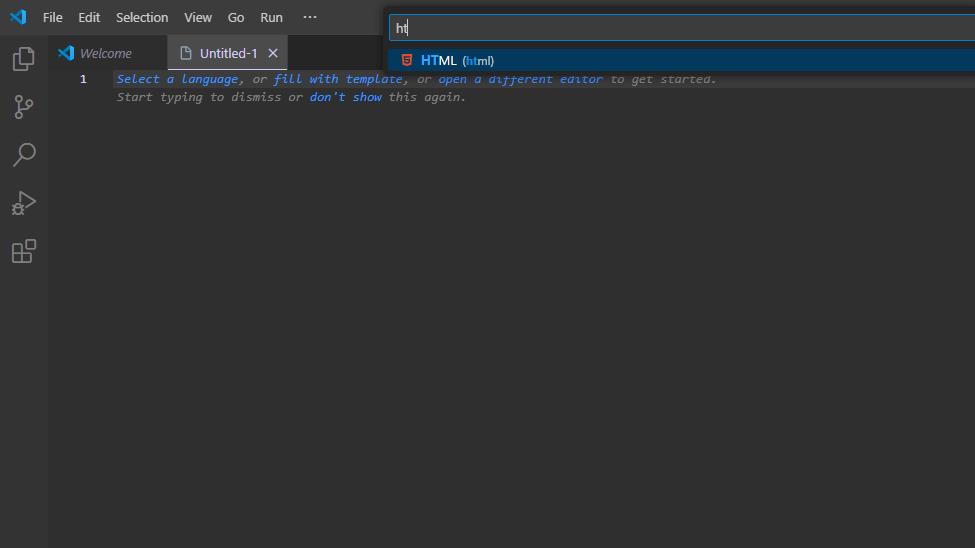 File Edit Selection View Go Run ···
ht
HTML (html)
Welcome Untitled-1
1 Select a language, or fill with template, or open a different editor to get started.
Start typing to dismiss or don't show this again.